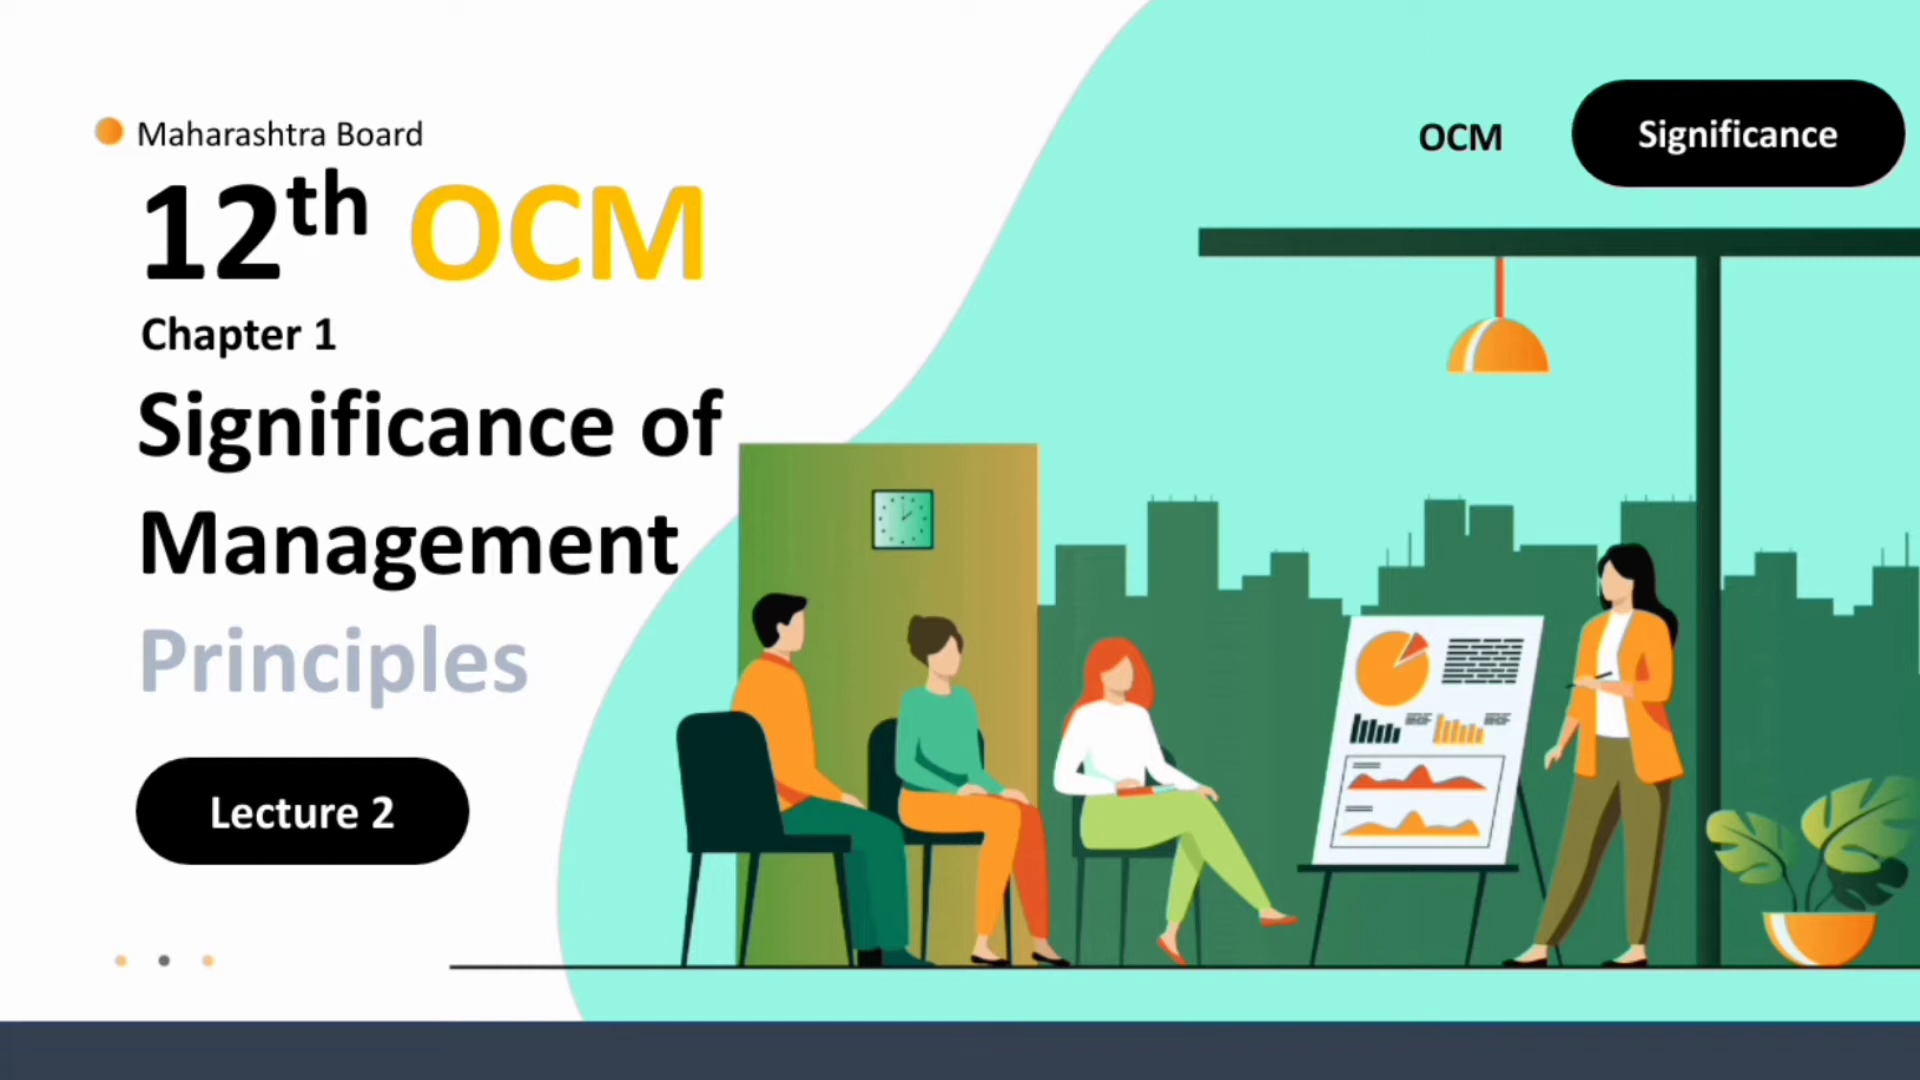 Maharashtra Board
12th OCM
Chapter 1
Significance of
Management
Principles
Lecture 2
OCM
Significance